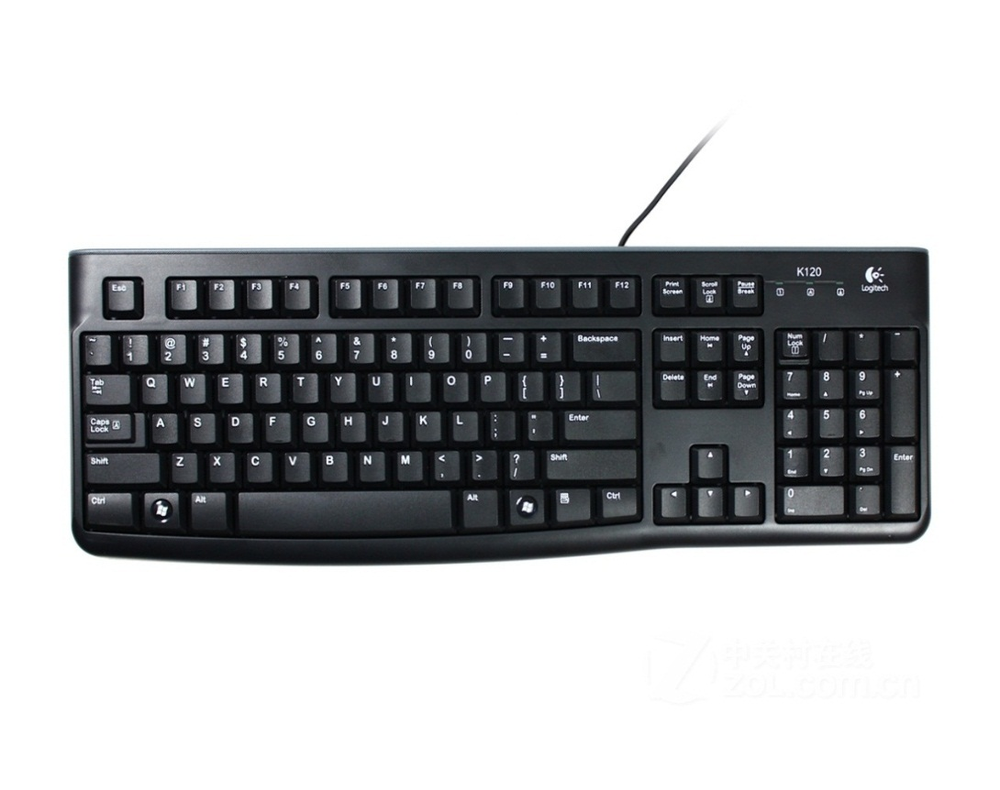 K120
Logitech
Esc F1 F2 F3 F4 F5 F6 F7 F8 F9 F10 F11 F12 Print Screen Scroll Lock Pause Break
~ ! @ # $ % ^ & * ( ) — + Backspace Insert Home Page Up Num Lock / * -
` 1 2 3 4 5 6 7 8 9 0 - =
Tab Q W E R T Y U I O P { } | Delete End Page Down 7 8 9 +
[ ] \ Home Pg Up
Caps Lock A S D F G H J K L : " Enter 4 5 6
; '
Shift Z X C V B N M < > ? Shift 1 2 3 Enter
, . / End Pg Dn
Ctrl Alt Alt Ctrl 0 .
Ins Del
中关村在线
zol.com.cn